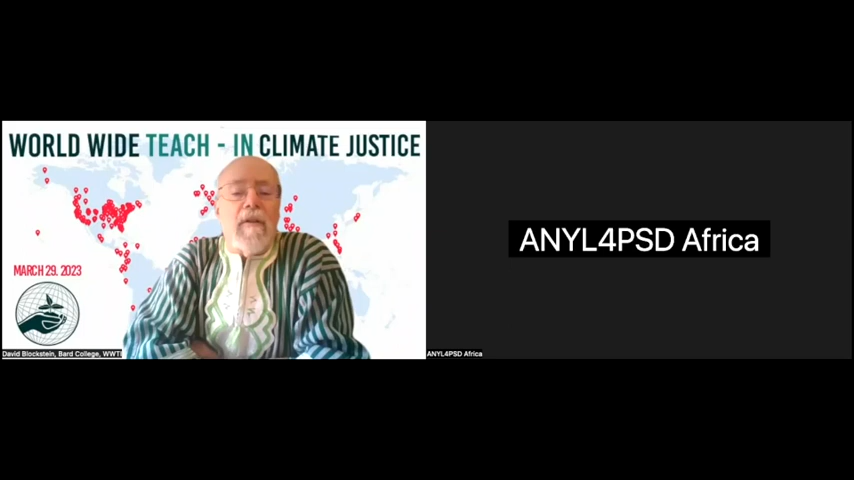 WORLD WIDE TEACH - IN CLIMATE JUSTICE
MARCH 29. 2023
David Blockstein, Bard College, WWTI
ANYL4PSD Africa
ANYL4PSD Africa